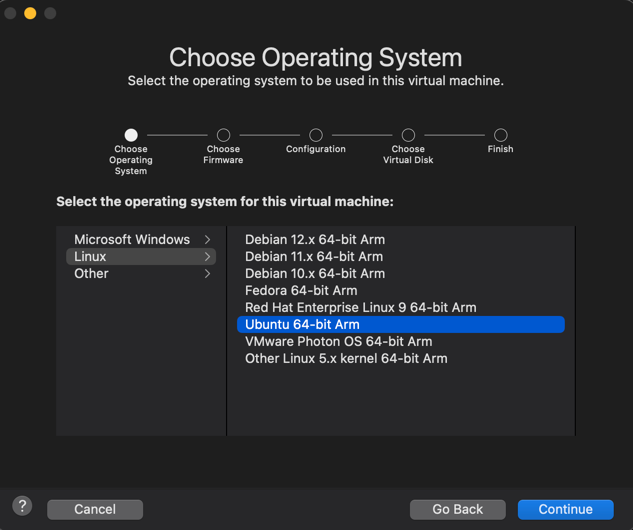 Choose Operating System
Select the operating system to be used in this virtual machine.
Choose
Operating
System
Choose
Firmware
Configuration
Choose
Virtual Disk
Finish
Select the operating system for this virtual machine:
Microsoft Windows
Linux
Other
Debian 12.x 64-bit Arm
Debian 11.x 64-bit Arm
Debian 10.x 64-bit Arm
Fedora 64-bit Arm
Red Hat Enterprise Linux 9 64-bit Arm
Ubuntu 64-bit Arm
VMware Photon OS 64-bit Arm
Other Linux 5.x kernel 64-bit Arm
?
Cancel
Go Back
Continue